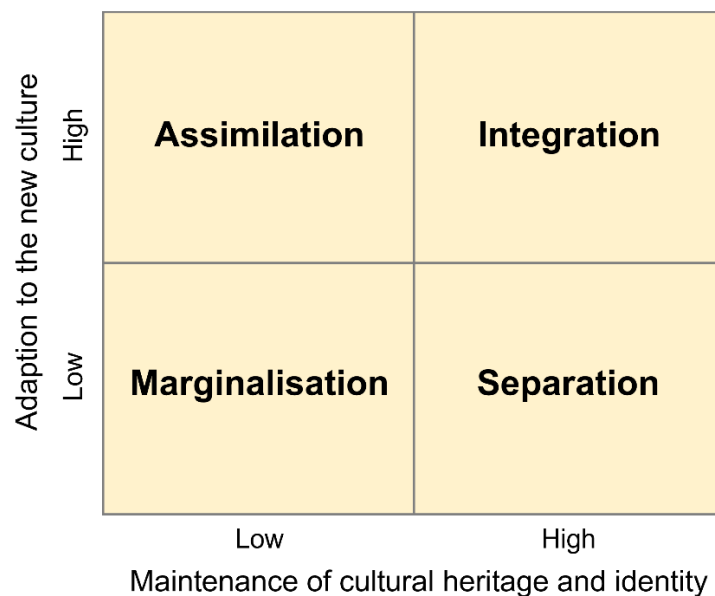 Adaption to the new culture
High
Assimilation
Integration
Low
Marginalisation
Separation
Low
High
Maintenance of cultural heritage and identity